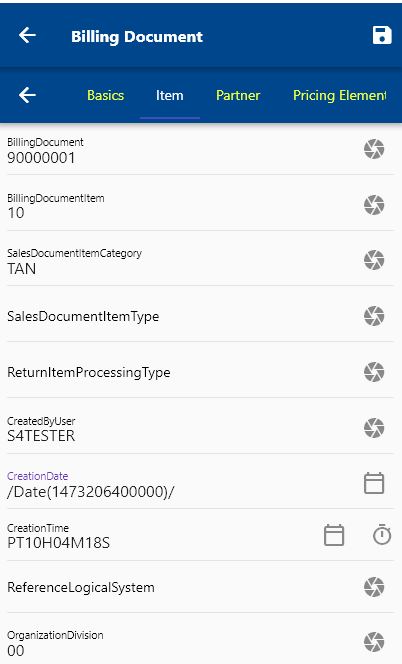 Billing Document
Basics Item Partner Pricing Element
BillingDocument
90000001
BillingDocumentItem
10
SalesDocumentItemCategory
TAN
SalesDocumentItemType
ReturnItemProcessingType
CreatedByUser
S4TESTER
CreationDate
/Date(1473206400000)/
CreationTime
PT10H04M18S
ReferenceLogicalSystem
OrganizationDivision
00